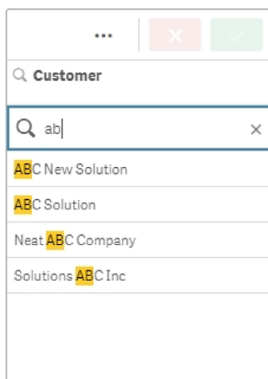 Customer
ab
ABC New Solution
ABC Solution
Neat ABC Company
Solutions ABC Inc